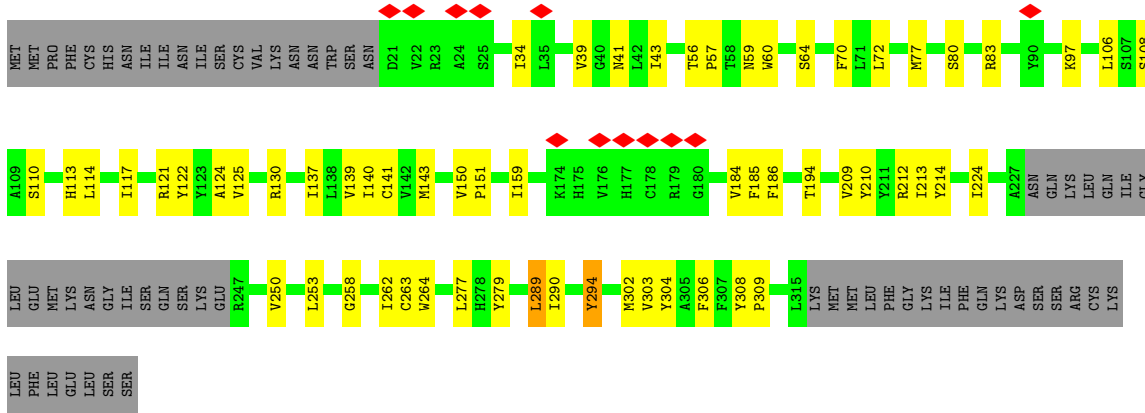 MET MET PRO PHE CYS HIS ASN ILE ILE ASN ILE SER CYS VAL LYS ASN ASN TRP SER ASN D21 V22 R23 A24 S25 I34 L35 V39 G40 N41 L42 I43 T56 P57 T58 N59 W60 S64 F70 L71 L72 M77 S80 R83 Y90 K97 L106 S107 S108
A109 S110 H113 L114 I117 R121 Y122 Y123 A124 V125 R130 I137 L138 V139 I140 C141 V142 M143 V150 P151 I159 K174 H175 V176 H177 C178 R179 G180 V184 F185 F186 T194 V209 Y210 Y211 R212 I213 Y214 I224 A227 ASN GLN LYS LEU GLN ILE GLY
LEU GLU MET LYS ASN GLY ILE SER GLN SER LYS GLU R247 V250 L253 G258 I262 C263 W264 L277 H278 Y279 L289 I290 Y294 M302 V303 Y304 A305 F306 F307 Y308 P309 L315 LYS MET MET LEU PHE GLY LYS ILE PHE GLN LYS ASP SER SER ARG CYS LYS
LEU PHE LEU GLU LEU SER SER